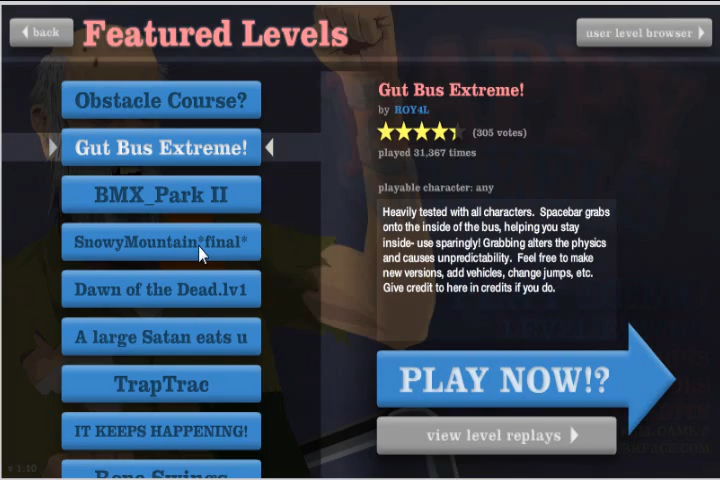 back
Featured Levels
user level browser
Obstacle Course?
Gut Bus Extreme!
BMX_Park II
SnowyMountain*final*
Dawn of the Dead.lv1
A large Satan eats u
TrapTrac
IT KEEPS HAPPENING!
Bone Swings
v 1.10
Gut Bus Extreme!
by ROY4L
(305 votes)
played 31,367 times
playable character: any
Heavily tested with all characters. Spacebar grabs
onto the inside of the bus, helping you stay
inside- use sparingly! Grabbing alters the physics
and causes unpredictability. Feel free to make
new versions, add vehicles, change jumps, etc.
Give credit to here in credits if you do.
PLAY NOW!?
view level replays